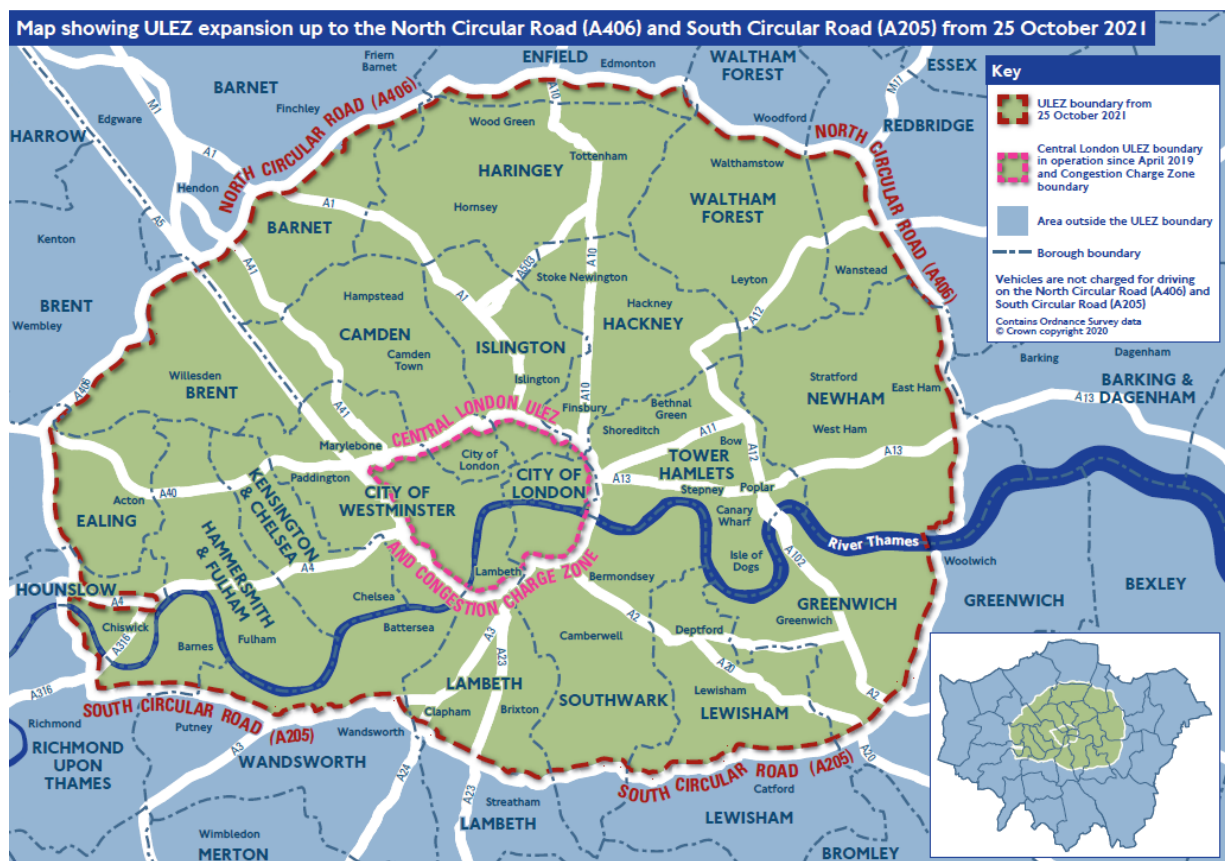 Map showing ULEZ expansion up to the North Circular Road (A406) and South Circular Road (A205) from 25 October 2021
Key
ULEZ boundary from
25 October 2021
Central London ULEZ boundary
in operation since April 2019
and Congestion Charge Zone
boundary
Area outside the ULEZ boundary
Borough boundary
Vehicles are not charged for driving
on the North Circular Road (A406) and
South Circular Road (A205)
Contains Ordnance Survey data
© Crown copyright 2020
ENFIELD
Edmonton
WALTHAM
FOREST
ESSEX
Friern
Barnet
BARNET
Finchley
M1
Edgware
HARROW
A1
Hendon
NORTH CIRCULAR ROAD (A406)
A10
Wood Green
Tottenham
HARINGEY
Hornsey
Woodford
M11
REDBRIDGE
NORTH CIRCULAR ROAD (A406)
Walthamstow
WALTHAM
FOREST
A5
Kenton
BARNET
A1
A41
A503
A10
Stoke Newington
Leyton
Wanstead
BRENT
Wembley
Hampstead
A1
Hackney
HACKNEY
A12
CAMDEN
Camden
Town
ISLINGTON
Islington
Barking
Dagenham
BARKING &
DAGENHAM
A13
A406
Willesden
BRENT
A41
A10
Stratford
NEWHAM
East Ham
West Ham
Finsbury
Bethnal
Green
Shoreditch
A11
Bow
A12
A13
CENTRAL LONDON ULEZ
Marylebone
City of
London
CITY OF
LONDON
TOWER
HAMLETS
A13
Stepney
Poplar
Paddington
CITY OF
WESTMINSTER
Acton
A40
KENSINGTON
& CHELSEA
EALING
HAMMERSMITH
& FULHAM
Canary
Wharf
Isle of
Dogs
A102
River Thames
Woolwich
A4
AND CONGESTION CHARGE ZONE
Lambeth
Bermondsey
BEXLEY
HOUNSLOW
A4
Chiswick
A316
Chelsea
GREENWICH
Greenwich
GREENWICH
Barnes
Fulham
Battersea
A3
A23
Camberwell
A2
Deptford
A20
A316
LAMBETH
SOUTHWARK
Lewisham
LEWISHAM
A2
Clapham
Brixton
SOUTH CIRCULAR ROAD (A205)
Richmond
RICHMOND
UPON
THAMES
Putney
A3
Wandsworth
WANDSWORTH
A24
A23
Streatham
LAMBETH
SOUTH CIRCULAR ROAD (A205)
Catford
A20
LEWISHAM
Wimbledon
MERTON
BROMLEY